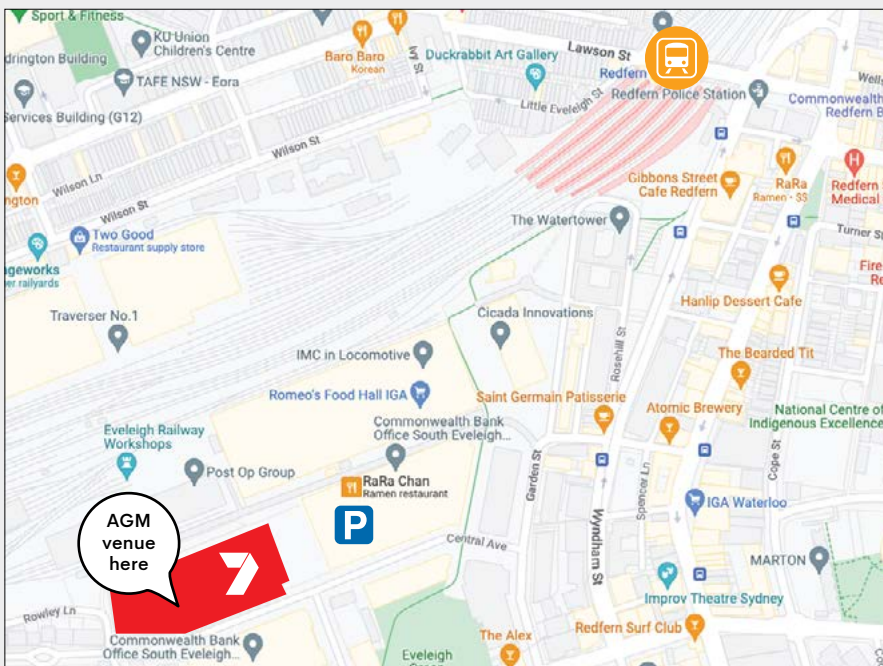 Sport & Fitness
KU Union
Children's Centre
drington Building
TAFE NSW - Eora
Services Building (G12)
Baro Baro
Korean
Ivy St
Duckrabbit Art Gallery
Lawson St
Redfern
Redfern Police Station
Little Eveleigh St
Commonwealth
Redfern B
Wilson St
Wilson Ln
Wilson St
ngton
Two Good
Restaurant supply store
ageworks
er railyards
Gibbons Street
Cafe Redfern
RaRa
Ramen - SS
Redfern
Medical
The Watertower
Turner St
Fire
Re
Traverser No.1
Cicada Innovations
Hanlip Dessert Cafe
IMC in Locomotive
Rosehill St
The Bearded Tit
Romeo's Food Hall IGA
Saint Germain Patisserie
Atomic Brewery
National Centre of
Indigenous Excellence
Commonwealth Bank
Office South Eveleigh...
Eveleigh Railway
Workshops
Post Op Group
RaRa Chan
Ramen restaurant
Garden St
Spencer Ln
Cope St
IGA Waterloo
P
AGM
venue
here
7
Central Ave
Wyndham St
MARTON
Rowley Ln
Improv Theatre Sydney
Commonwealth Bank
Office South Eveleigh...
Eveleigh
The Alex
Redfern Surf Club